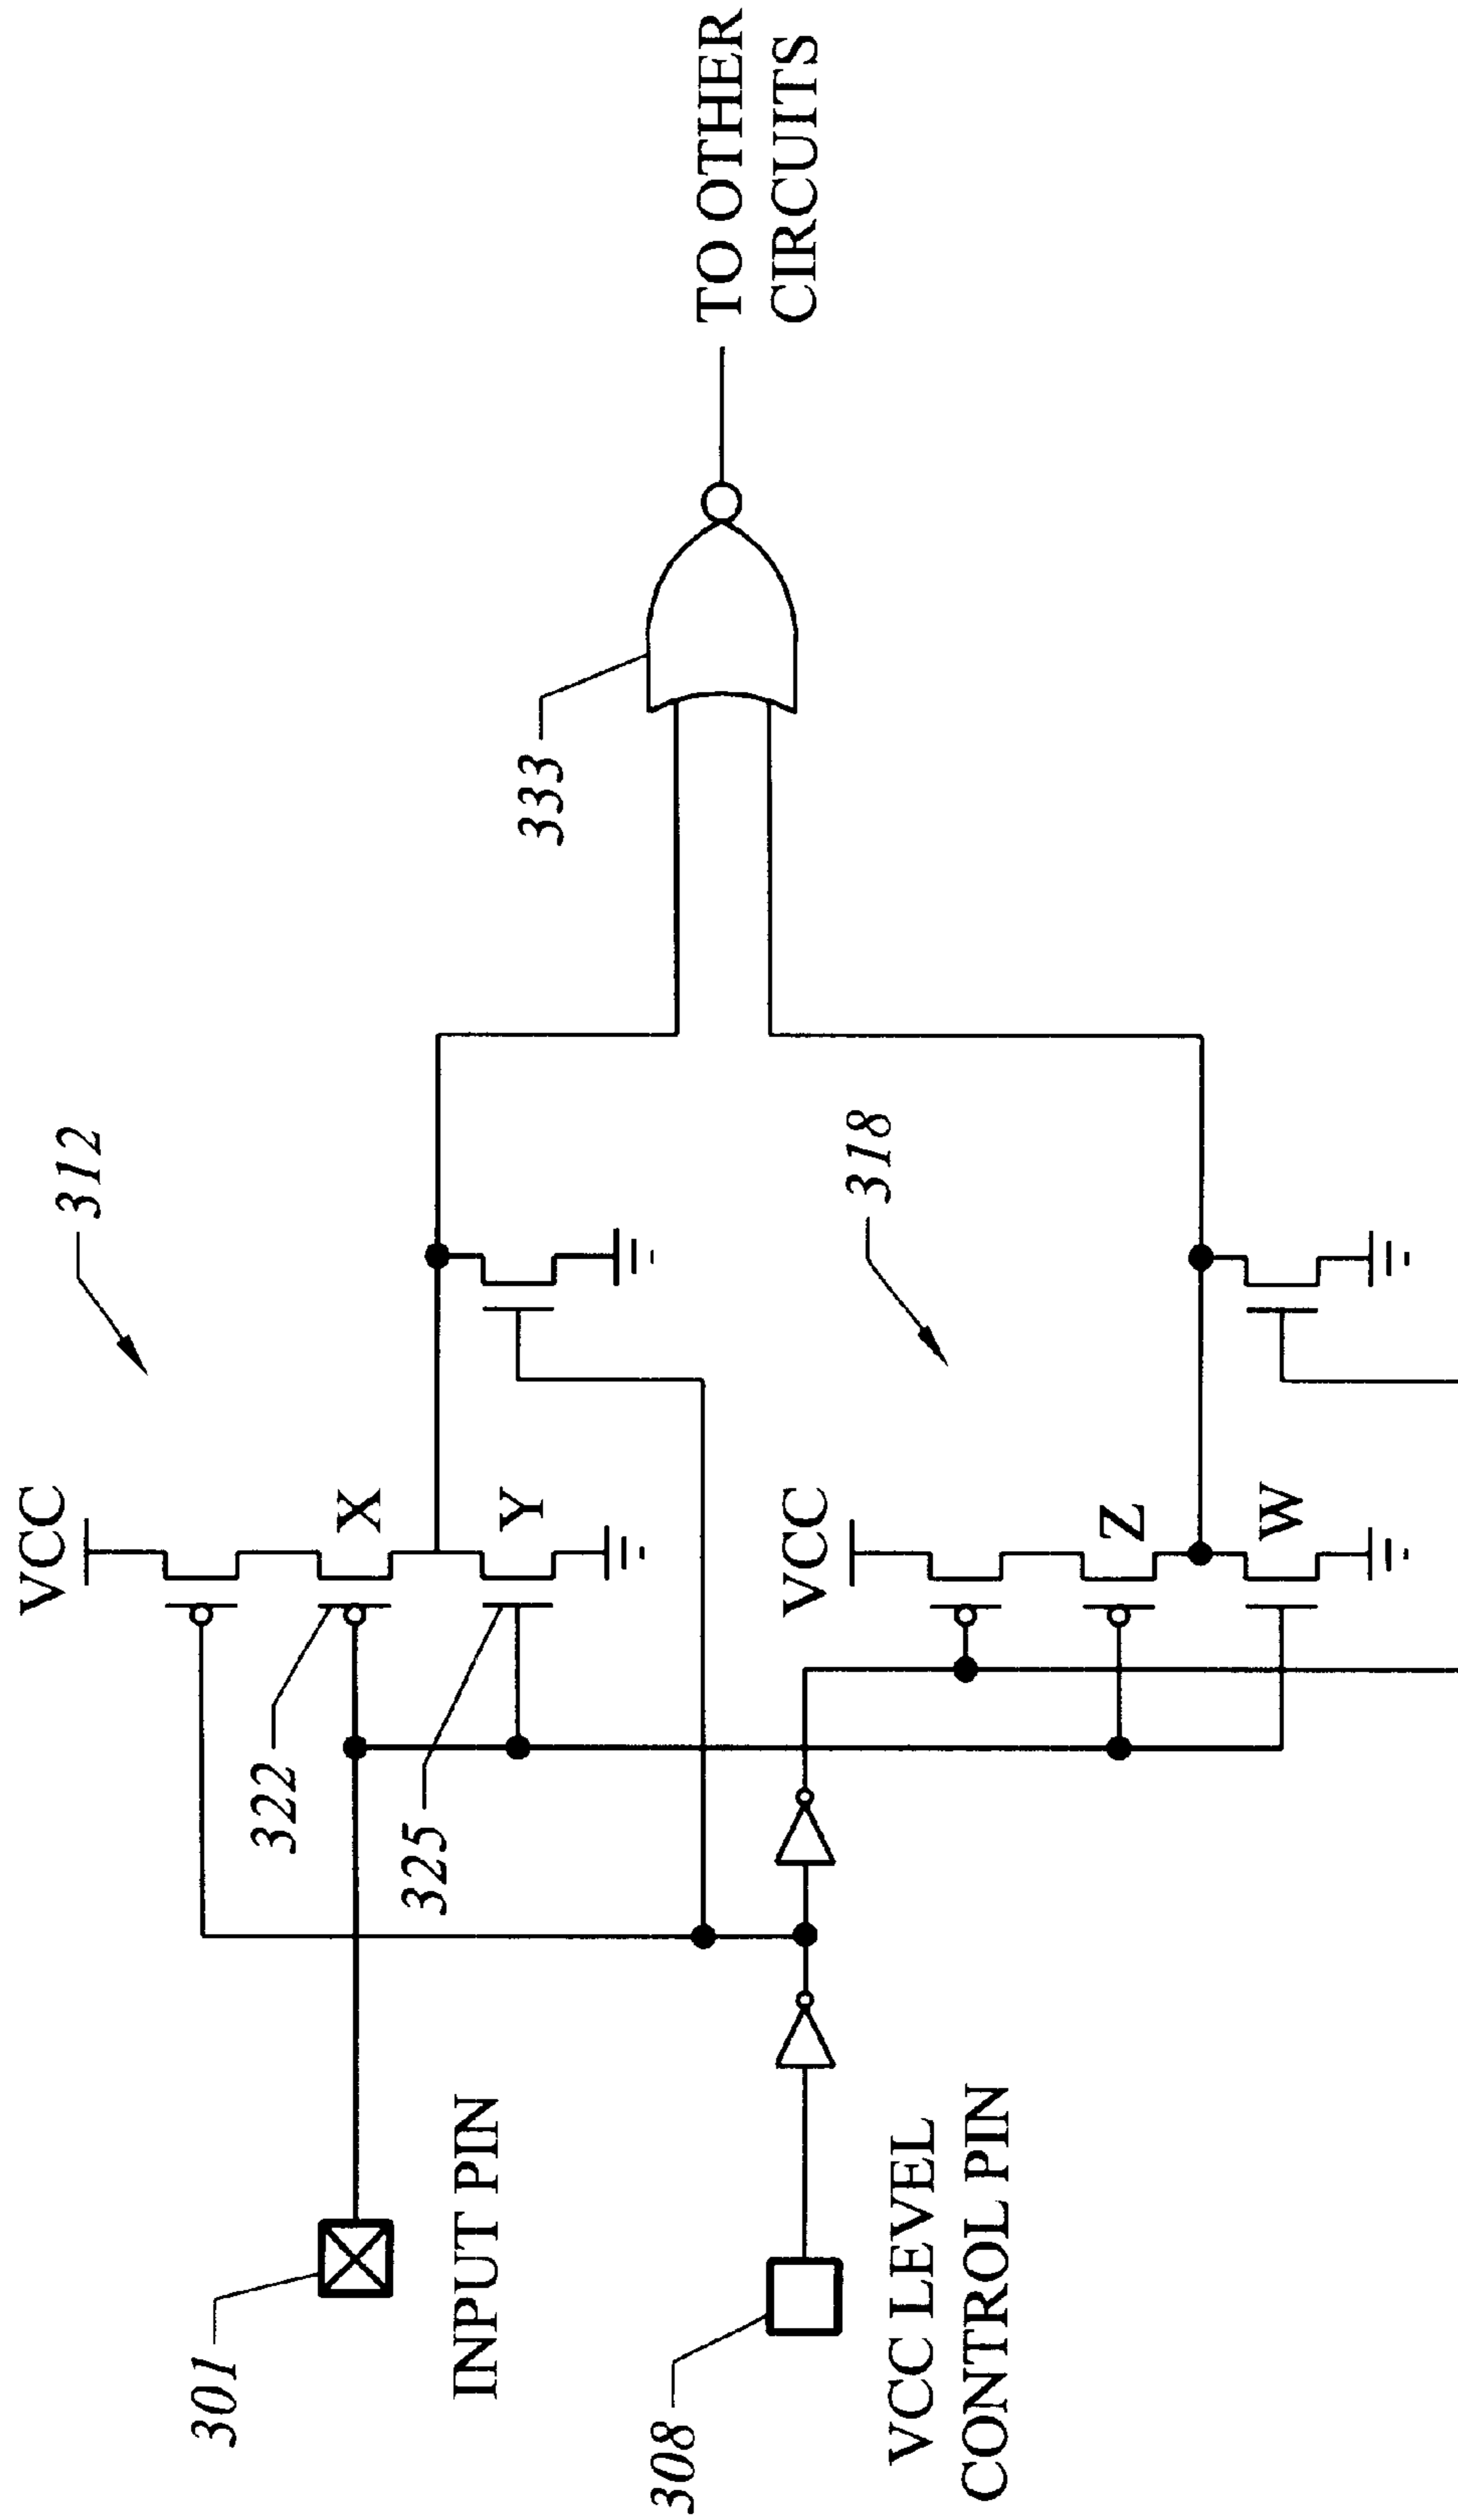 VCC
312
322
X
301
325
Y
INPUT PIN
333
TO OTHER
CIRCUITS
308
VCC
318
VCC LEVEL
CONTROL PIN
Z
W